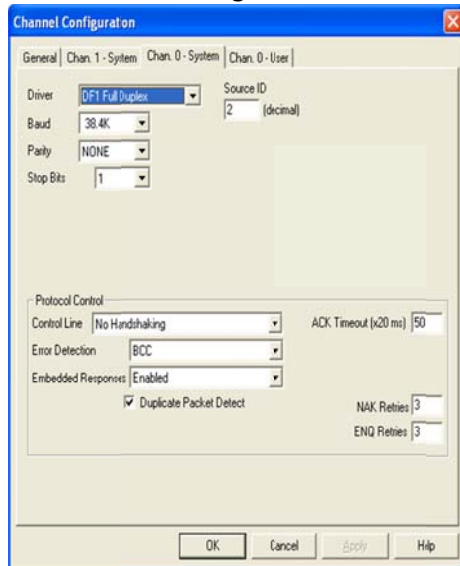 Channel Configuraton
General Chan. 1 - System Chan. 0 - System Chan. 0 - User
Driver DF1 Full Duplex Source ID
2 (decimal)
Baud 38.4K
Parity NONE
Stop Bits 1
Protocol Control
Control Line No Handshaking ACK Timeout (x20 ms) 50
Error Detection BCC
Embedded Responses Enabled
Duplicate Packet Detect NAK Retries 3
ENQ Retries 3
OK Cancel Apply Help